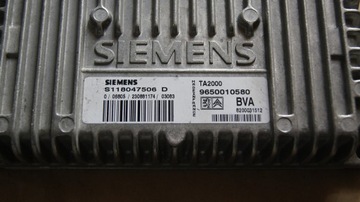 SIEMENS
SIEMENS
S118047506 D
TA2000
9650010580
BVA